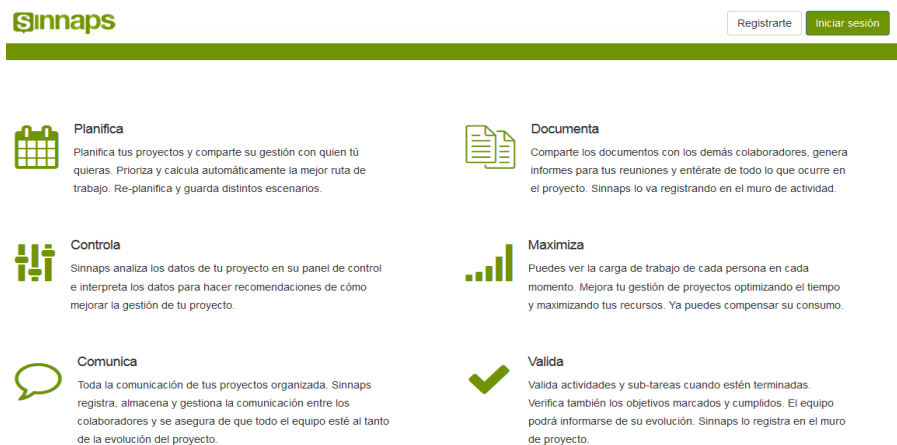 Sinnaps
Registrarte
Iniciar sesión
Planifica
Planifica tus proyectos y comparte su gestión con quien tú
quieras. Prioriza y calcula automáticamente la mejor ruta de
trabajo. Re-planifica y guarda distintos escenarios.
Documenta
Comparte los documentos con los demás colaboradores, genera
informes para tus reuniones y entérate de todo lo que ocurre en
el proyecto. Sinnaps lo va registrando en el muro de actividad.
Controla
Sinnaps analiza los datos de tu proyecto en su panel de control
e interpreta los datos para hacer recomendaciones de cómo
mejorar la gestión de tu proyecto.
Maximiza
Puedes ver la carga de trabajo de cada persona en cada
momento. Mejora tu gestión de proyectos optimizando el tiempo
y maximizando tus recursos. Ya puedes compensar su consumo.
Comunica
Toda la comunicación de tus proyectos organizada. Sinnaps
registra, almacena y gestiona la comunicación entre los
colaboradores y se asegura de que todo el equipo esté al tanto
de la evolución del proyecto.
Valida
Valida actividades y sub-tareas cuando estén terminadas.
Verifica también los objetivos marcados y cumplidos. El equipo
podrá informarse de su evolución. Sinnaps lo registra en el muro
de proyecto.